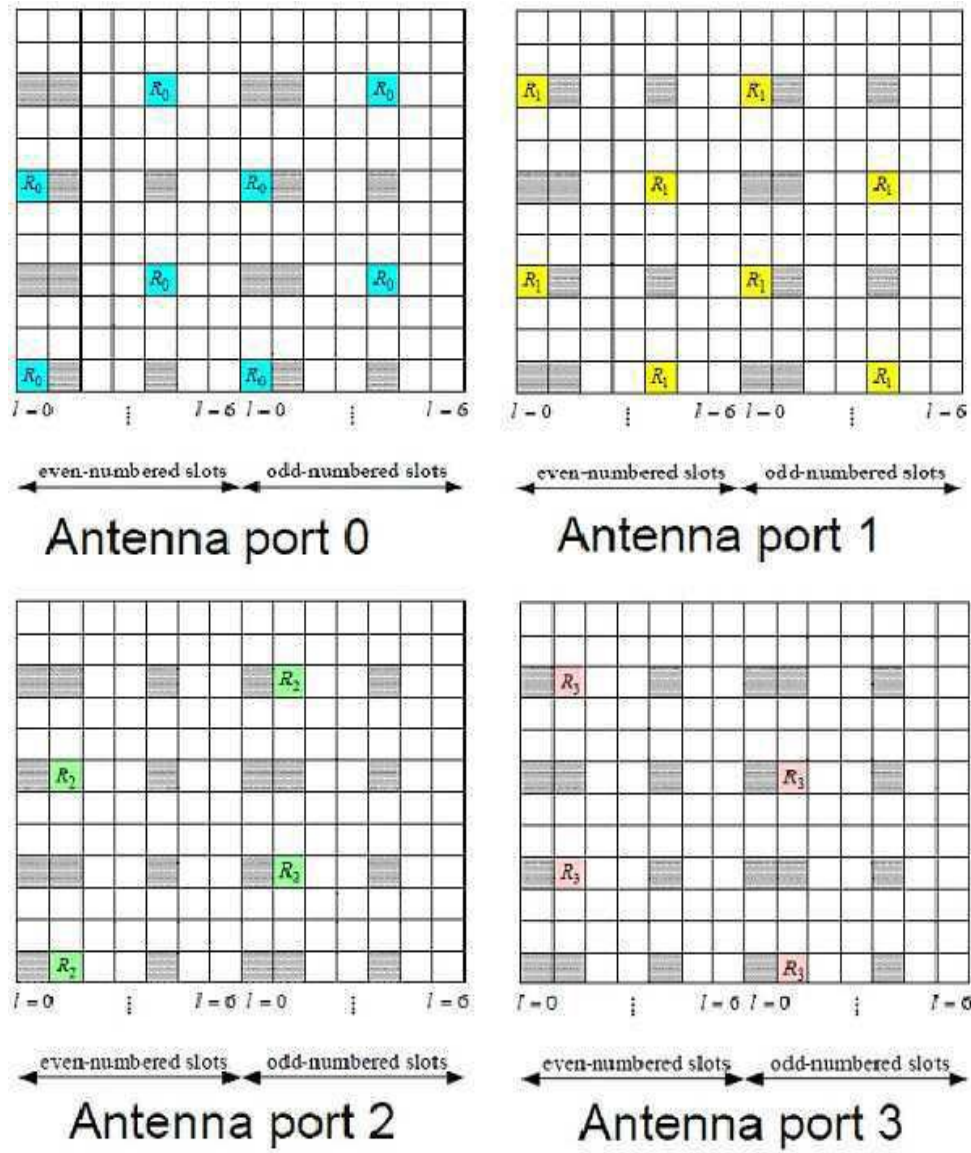 R0 R0
R0 R0
R0 R0
R0 R0
l = 0 ⋮ l = 6 l = 0 ⋮ l = 6
even-numbered slots odd-numbered slots
Antenna port 0
R1 R1
R1 R1
R1 R1
R1 R1
l = 0 ⋮ l = 6 l = 0 ⋮ l = 6
even-numbered slots odd-numbered slots
Antenna port 1
R2
R2
R2
R2
l = 0 ⋮ l = 6 l = 0 ⋮ l = 6
even-numbered slots odd-numbered slots
Antenna port 2
R3
R3
R3
R3
l = 0 ⋮ l = 6 l = 0 ⋮ l = 6
even-numbered slots odd-numbered slots
Antenna port 3